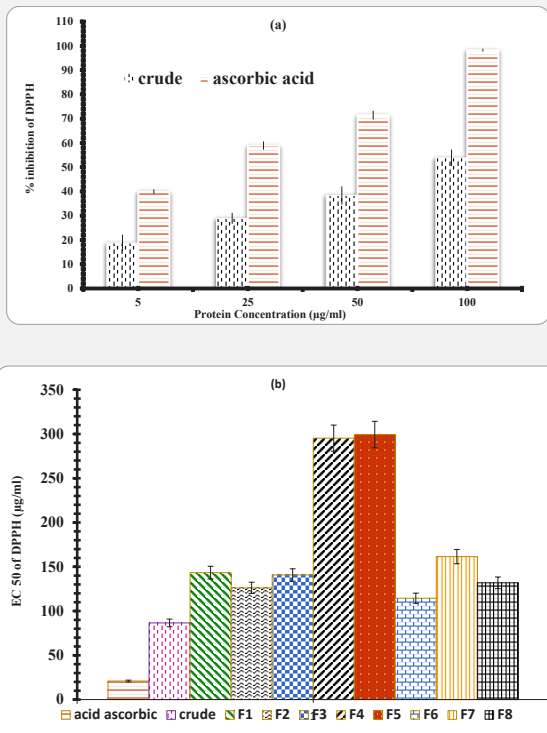 (a)
100
90
80
70
60
50
40
30
20
10
0
% inhibition of DPPH
crude ascorbic acid
5 25 50 100
Protein Concentration (µg/ml)
(b)
350
300
250
200
150
100
50
0
EC 50 of DPPH (µg/ml)
acid ascorbic crude F1 F2 F3 F4 F5 F6 F7 F8